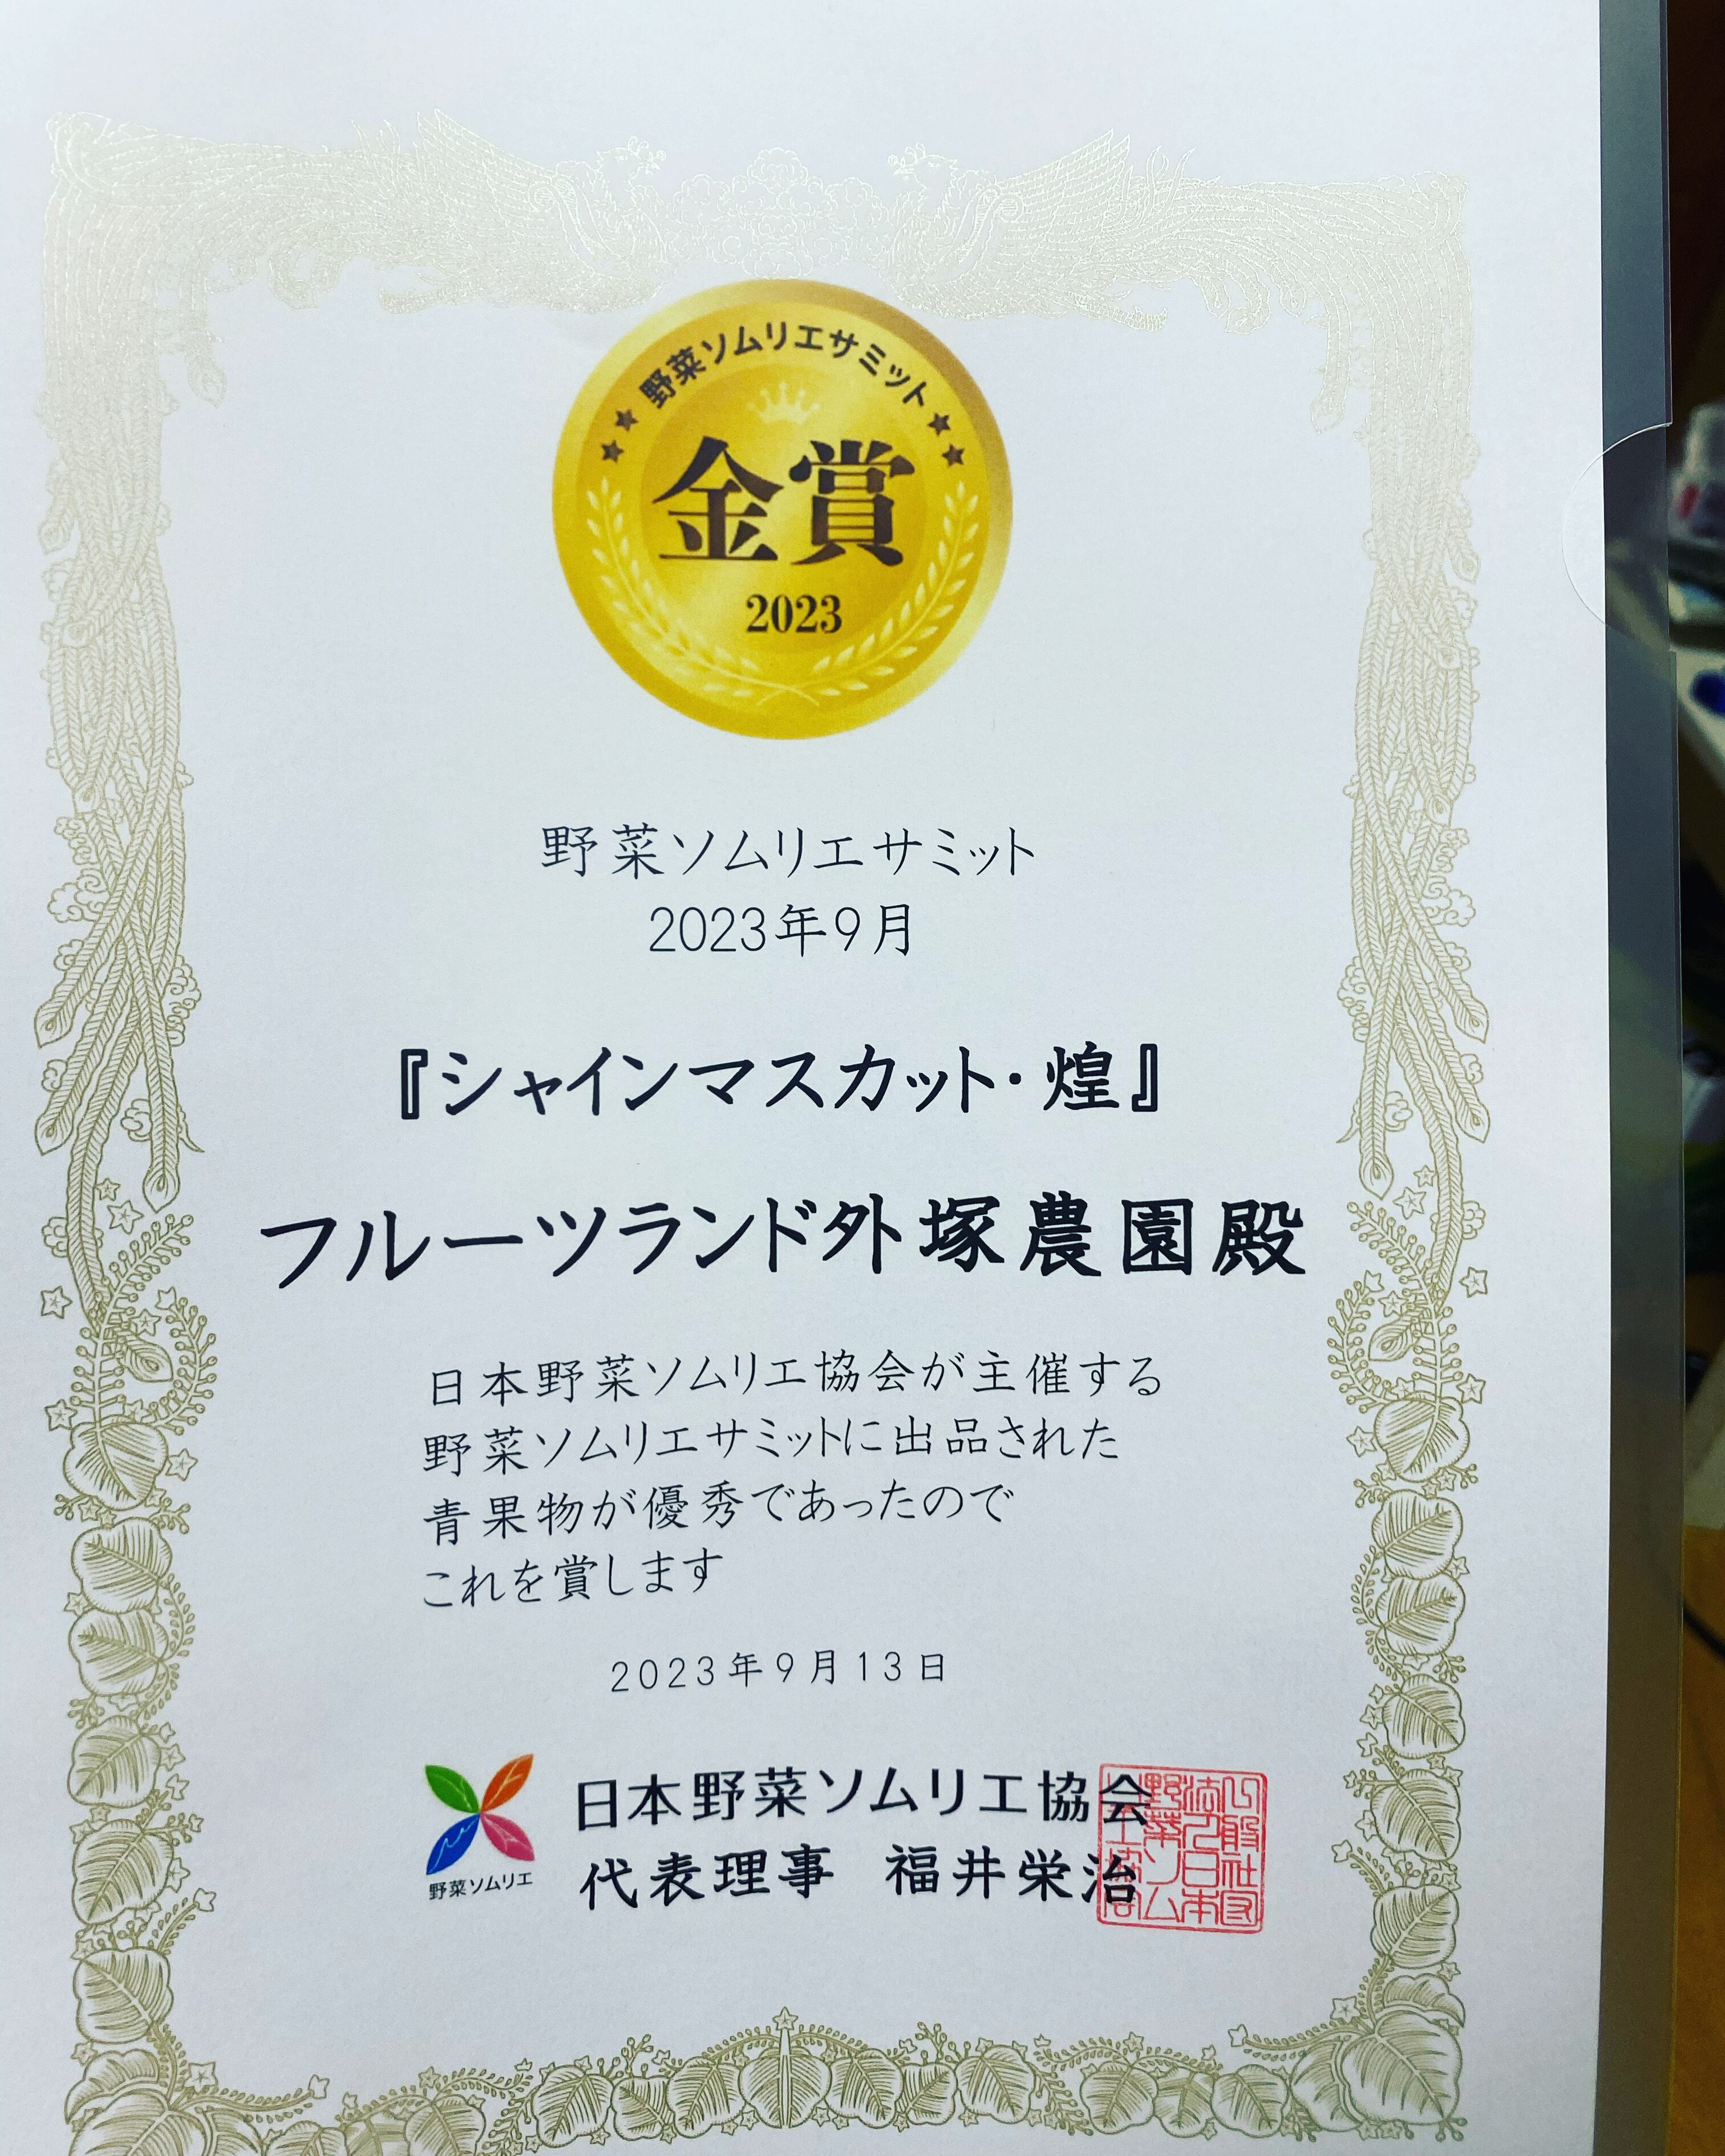 野菜ソムリエサミット
金賞
2023
野菜ソムリエサミット
2023年9月
『シャインマスカット・煌』
フルーツランド外塚農園殿
日本野菜ソムリエ協会が主催する
野菜ソムリエサミットに出品された
青果物が優秀であったので
これを賞します
2023年9月13日
野菜ソムリエ
日本野菜ソムリエ協会
代表理事 福井栄治